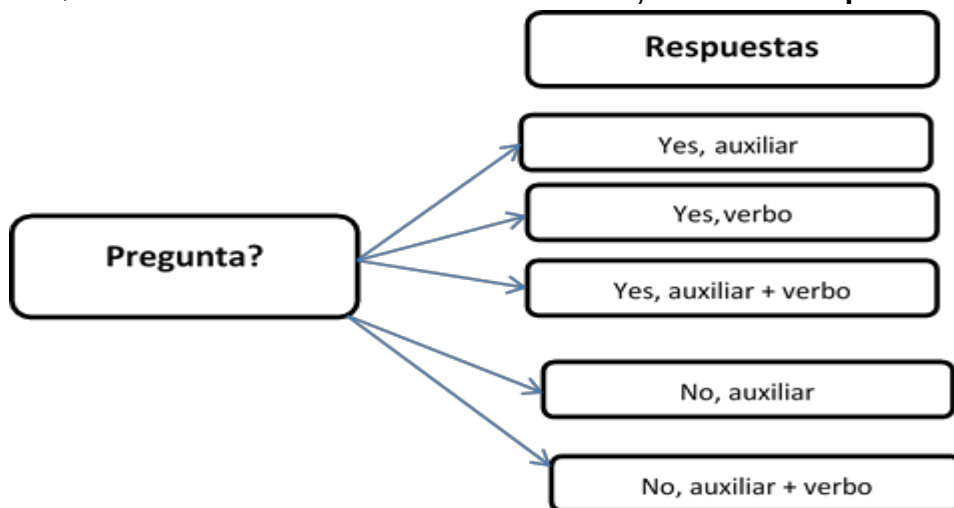 Respuestas
Yes, auxiliar
Yes, verbo
Pregunta?
Yes, auxiliar + verbo
No, auxiliar
No, auxiliar + verbo